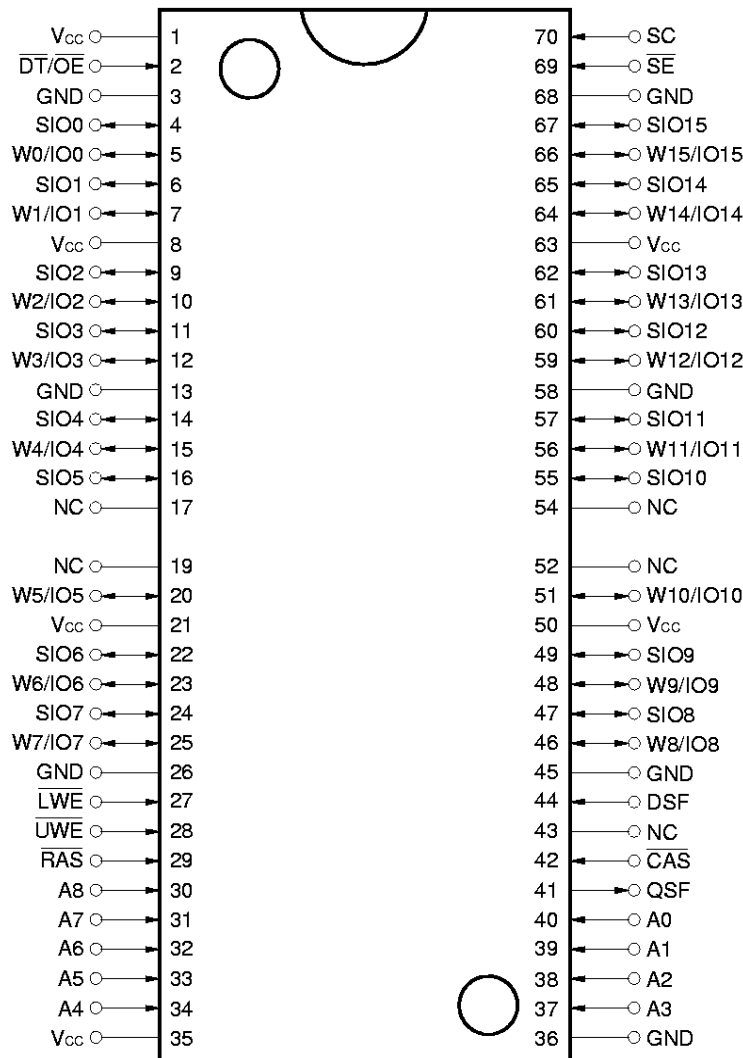 Vcc 1 70 SC
DT/OE 2 69 SE
GND 3 68 GND
SIO0 4 67 SIO15
W0/IO0 5 66 W15/IO15
SIO1 6 65 SIO14
W1/IO1 7 64 W14/IO14
Vcc 8 63 Vcc
SIO2 9 62 SIO13
W2/IO2 10 61 W13/IO13
SIO3 11 60 SIO12
W3/IO3 12 59 W12/IO12
GND 13 58 GND
SIO4 14 57 SIO11
W4/IO4 15 56 W11/IO11
SIO5 16 55 SIO10
NC 17 54 NC
NC 19 52 NC
W5/IO5 20 51 W10/IO10
Vcc 21 50 Vcc
SIO6 22 49 SIO9
W6/IO6 23 48 W9/IO9
SIO7 24 47 SIO8
W7/IO7 25 46 W8/IO8
GND 26 45 GND
LWE 27 44 DSF
UWE 28 43 NC
RAS 29 42 CAS
A8 30 41 QSF
A7 31 40 A0
A6 32 39 A1
A5 33 38 A2
A4 34 37 A3
Vcc 35 36 GND